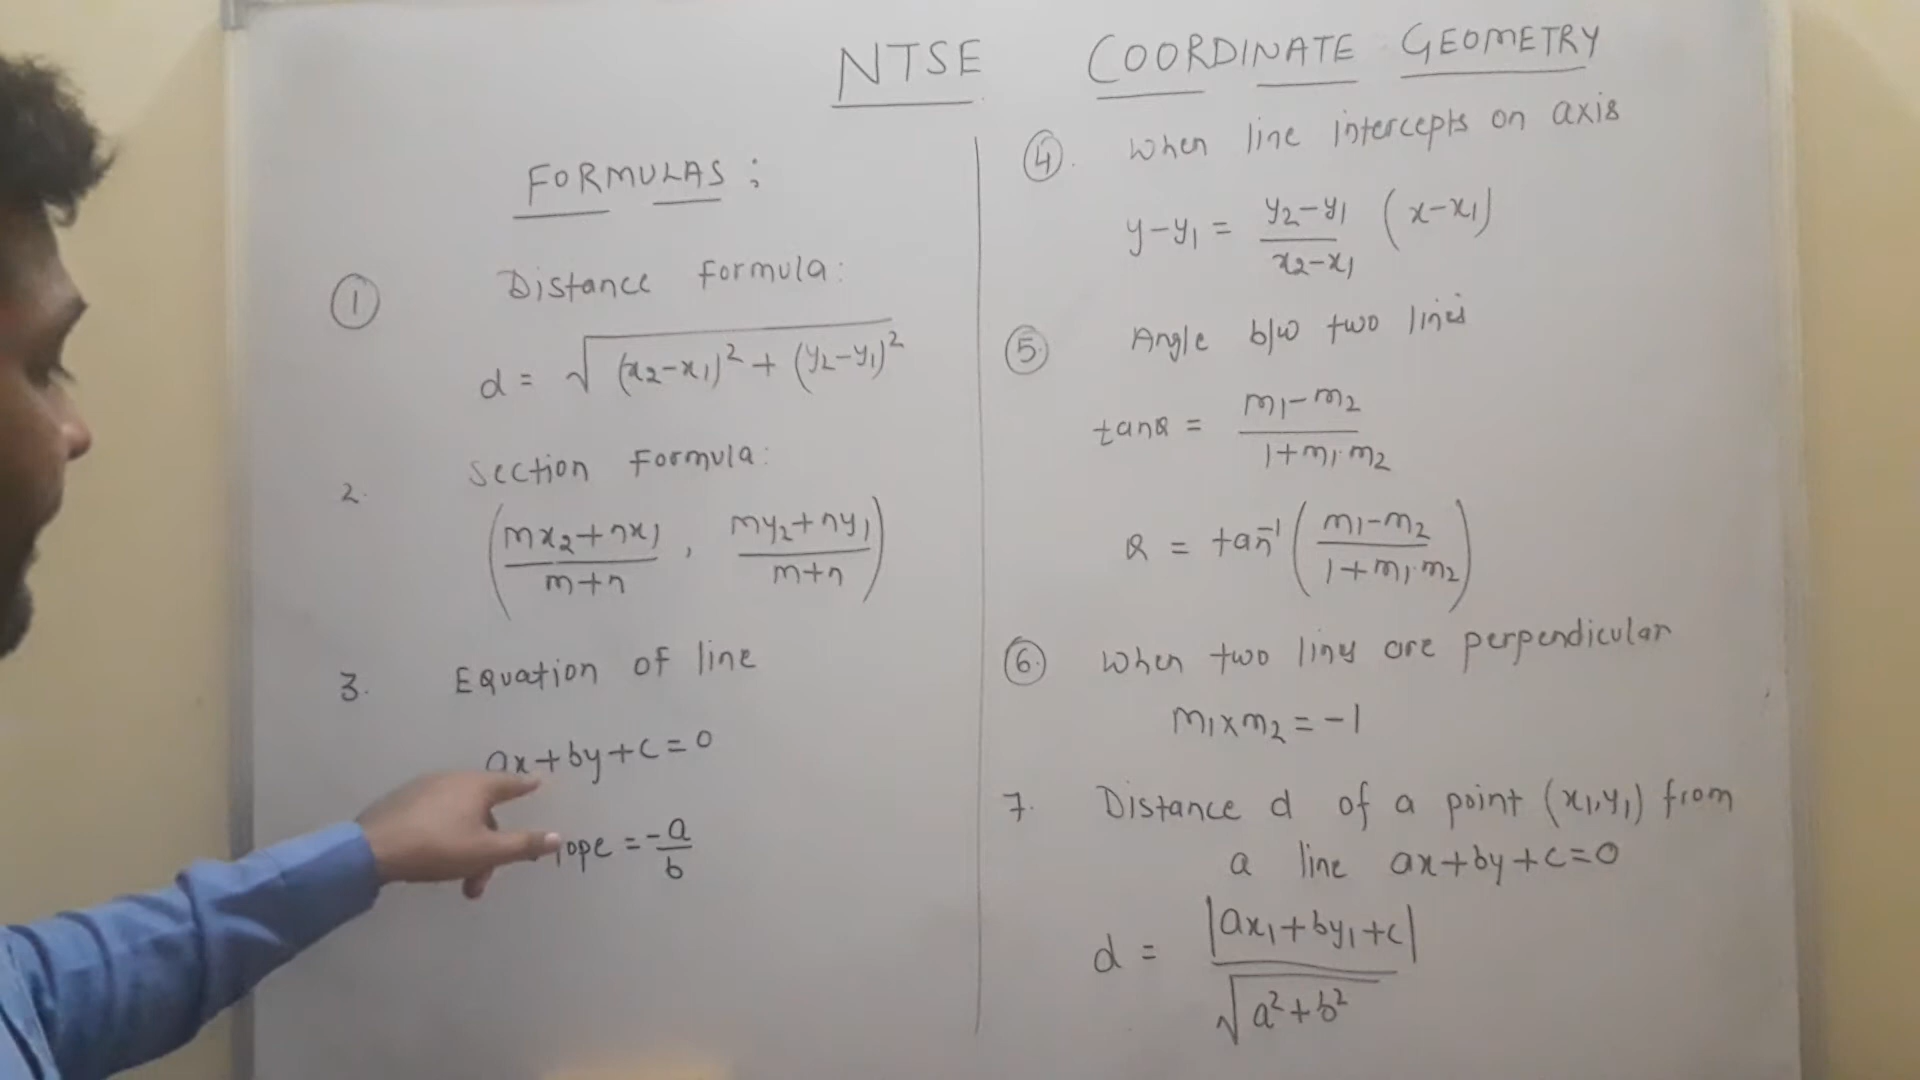 NTSE COORDINATE GEOMETRY
FORMULAS :
① Distance Formula:
d = √(x₂-x₁)² + (y₂-y₁)²
2. Section Formula:
(mx₂+nx₁/m+n , my₂+ny₁/m+n)
3. Equation of line
ax+by+c=0
lope = -a/b
④. When line intercepts on axis
y-y₁ = y₂-y₁/x₂-x₁ (x-x₁)
⑤. Angle b/w two lines
tanθ = m₁-m₂/1+m₁.m₂
θ = tan⁻¹(m₁-m₂/1+m₁.m₂)
⑥. When two lines are perpendicular
m₁×m₂ = -1
7. Distance d of a point (x₁,y₁) from
a line ax+by+c=0
d = |ax₁+by₁+c|/√a²+b²